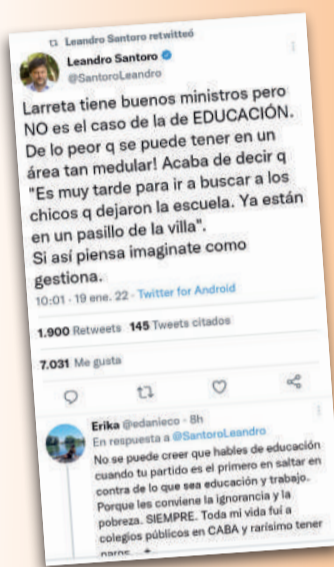 Leandro Santoro retwitteó
Leandro Santoro
@SantoroLeandro
Larreta tiene buenos ministros pero
NO es el caso de la de EDUCACIÓN.
De lo peor q se puede tener en un
área tan medular! Acaba de decir q
"Es muy tarde para ir a buscar a los
chicos q dejaron la escuela. Ya están
en un pasillo de la villa".
Si así piensa imaginate como
gestiona.
10:01 · 19 ene. 22 · Twitter for Android
1.900 Retweets 145 Tweets citados
7.031 Me gusta
Erika @edanieco · 8h
En respuesta a @SantoroLeandro
No se puede creer que hables de educación
cuando tu partido es el primero en saltar en
contra de lo que sea educación y trabajo.
Porque les conviene la ignorancia y la
pobreza. SIEMPRE. Toda mi vida fui a
colegios públicos en CABA y rarísimo tener